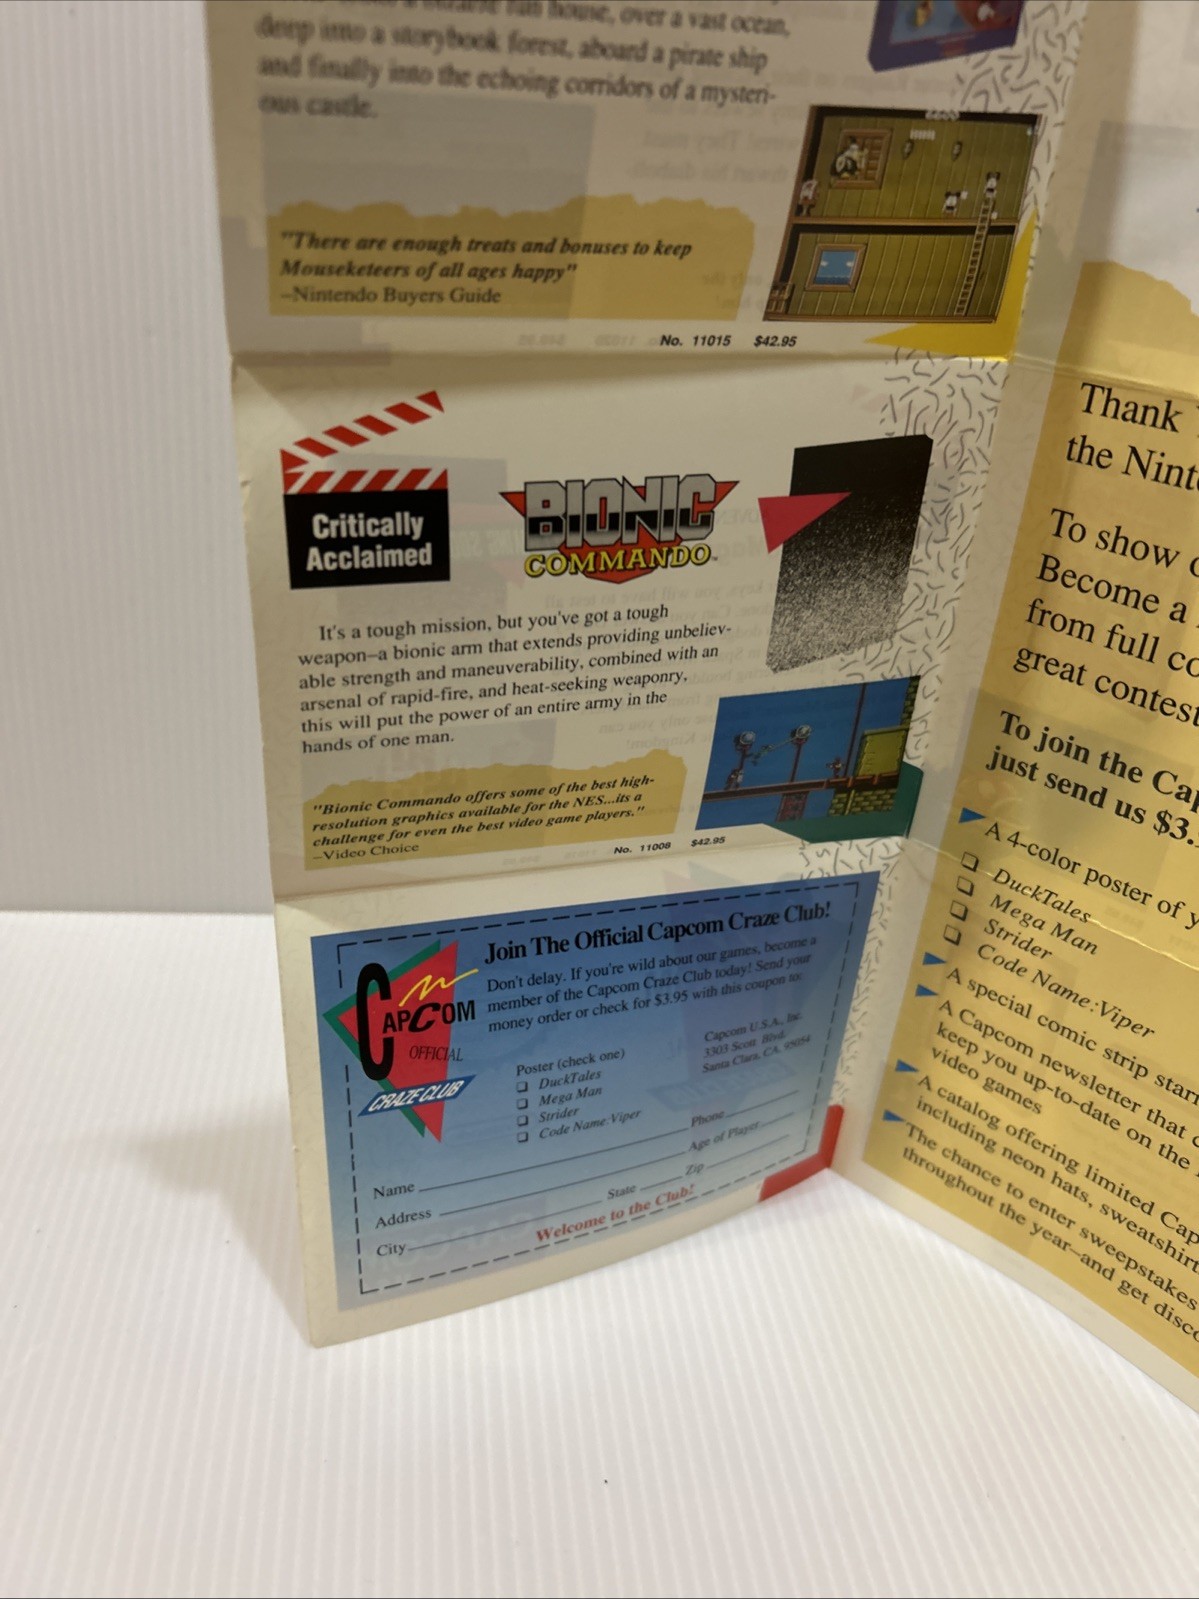 house, over a vast ocean,
deep into a storybook forest, aboard a pirate ship
and finally into the echoing corridors of a mysteri-
ous castle.
"There are enough treats and bonuses to keep
Mouseketeers of all ages happy"
–Nintendo Buyers Guide
No. 11015 $42.95
Critically
Acclaimed
BIONIC
COMMANDO™
It's a tough mission, but you've got a tough
weapon–a bionic arm that extends providing unbeliev-
able strength and maneuverability, combined with an
arsenal of rapid-fire, and heat-seeking weaponry,
this will put the power of an entire army in the
hands of one man.
"Bionic Commando offers some of the best high-
resolution graphics available for the NES...its a
challenge for even the best video game players."
–Video Choice
No. 11008 $42.95
CAPCOM
OFFICIAL
CRAZE CLUB
Join The Official Capcom Craze Club!
Don't delay. If you're wild about our games, become a
member of the Capcom Craze Club today! Send your
money order or check for $3.95 with this coupon to:
Capcom U.S.A., Inc.
3303 Scott Blvd.
Santa Clara, CA. 95054
Poster (check one)
❏ DuckTales
❏ Mega Man
❏ Strider
❏ Code Name:Viper
Name Phone
Address Age of Player
City State Zip
Welcome to the Club!
Thank
the
To show
Become a
from full
great
To join the
just send us $3.
A 4-color poster of
❏ DuckTales
❏ Mega Man
❏ Strider
❏ Code Name:Viper
A special comic strip
A Capcom newsletter that
keep you up-to-date on the
video games
A catalog offering limited
including neon hats,
The chance to enter sweepstakes
throughout the year–and get